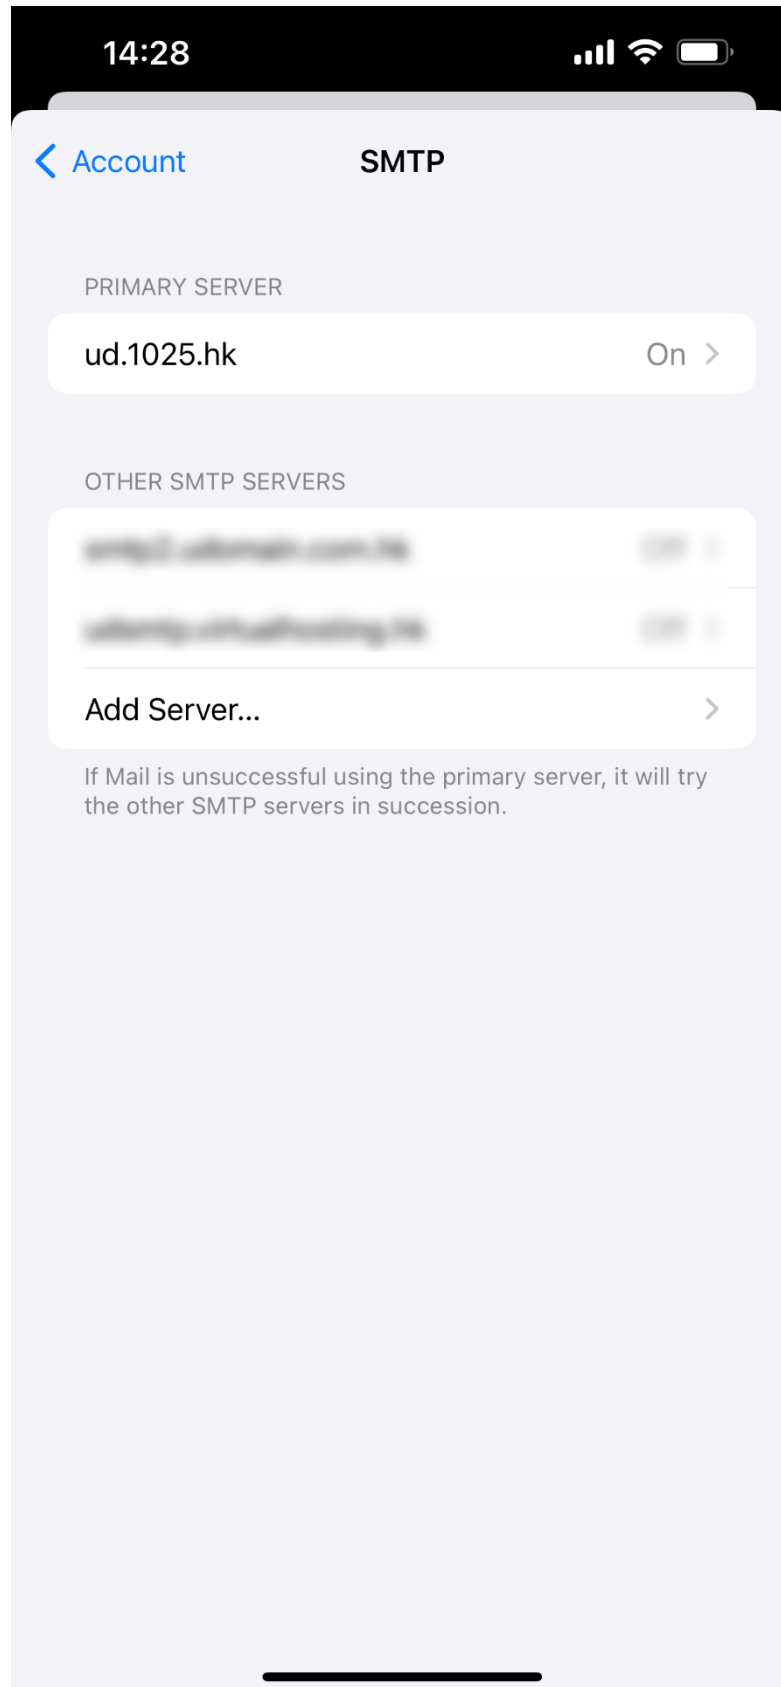 14:28
Account
SMTP
PRIMARY SERVER
ud.1025.hk
On
OTHER SMTP SERVERS
Add Server...
If Mail is unsuccessful using the primary server, it will try
the other SMTP servers in succession.